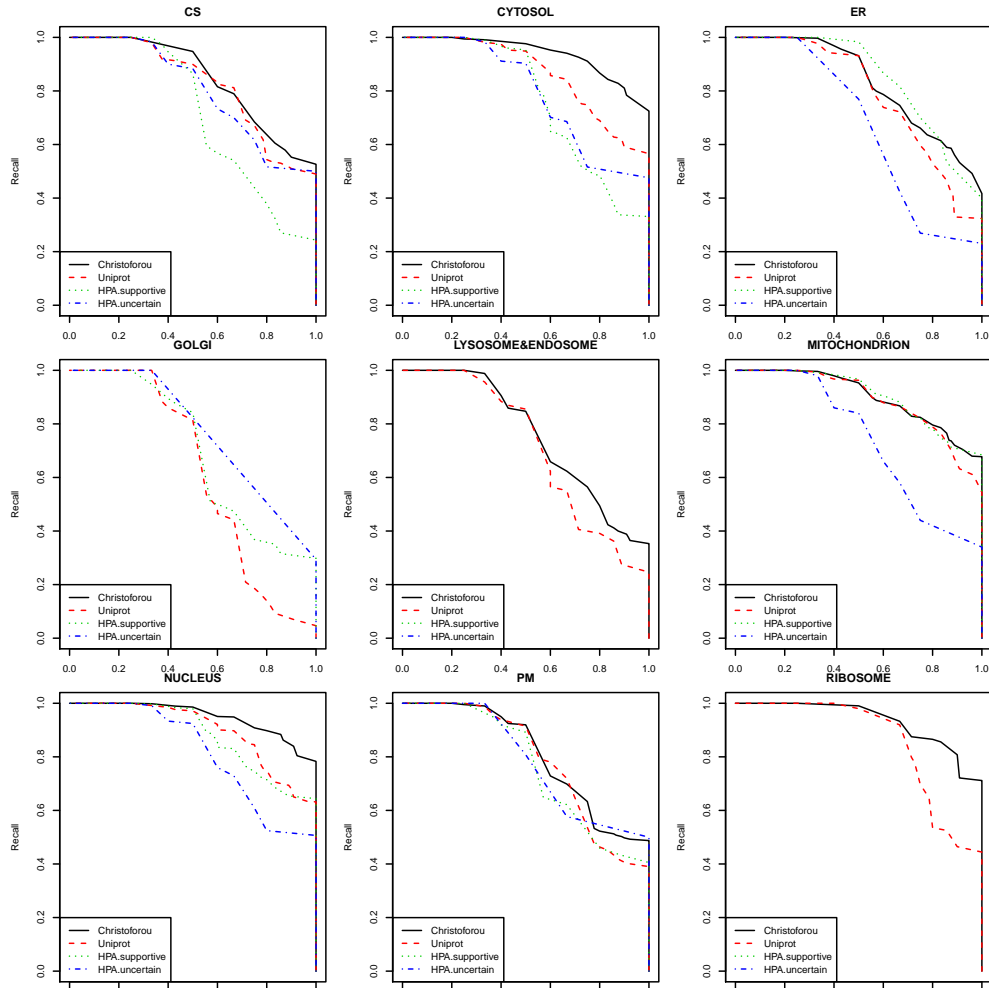 CS
CYTOSOL
ER
Recall
0.0 0.2 0.4 0.6 0.8 1.0
Christoforou
Uniprot
HPA.supportive
HPA.uncertain
0.0 0.2 0.4 0.6 0.8 1.0
Recall
0.0 0.2 0.4 0.6 0.8 1.0
Christoforou
Uniprot
HPA.supportive
HPA.uncertain
0.0 0.2 0.4 0.6 0.8 1.0
Recall
0.0 0.2 0.4 0.6 0.8 1.0
Christoforou
Uniprot
HPA.supportive
HPA.uncertain
0.0 0.2 0.4 0.6 0.8 1.0
GOLGI
LYSOSOME&ENDOSOME
MITOCHONDRION
Recall
0.0 0.2 0.4 0.6 0.8 1.0
Christoforou
Uniprot
HPA.supportive
HPA.uncertain
0.0 0.2 0.4 0.6 0.8 1.0
Recall
0.0 0.2 0.4 0.6 0.8 1.0
Christoforou
Uniprot
HPA.supportive
HPA.uncertain
0.0 0.2 0.4 0.6 0.8 1.0
Recall
0.0 0.2 0.4 0.6 0.8 1.0
Christoforou
Uniprot
HPA.supportive
HPA.uncertain
0.0 0.2 0.4 0.6 0.8 1.0
NUCLEUS
PM
RIBOSOME
Recall
0.0 0.2 0.4 0.6 0.8 1.0
Christoforou
Uniprot
HPA.supportive
HPA.uncertain
Recall
0.0 0.2 0.4 0.6 0.8 1.0
Christoforou
Uniprot
HPA.supportive
HPA.uncertain
Recall
0.0 0.2 0.4 0.6 0.8 1.0
Christoforou
Uniprot
HPA.supportive
HPA.uncertain